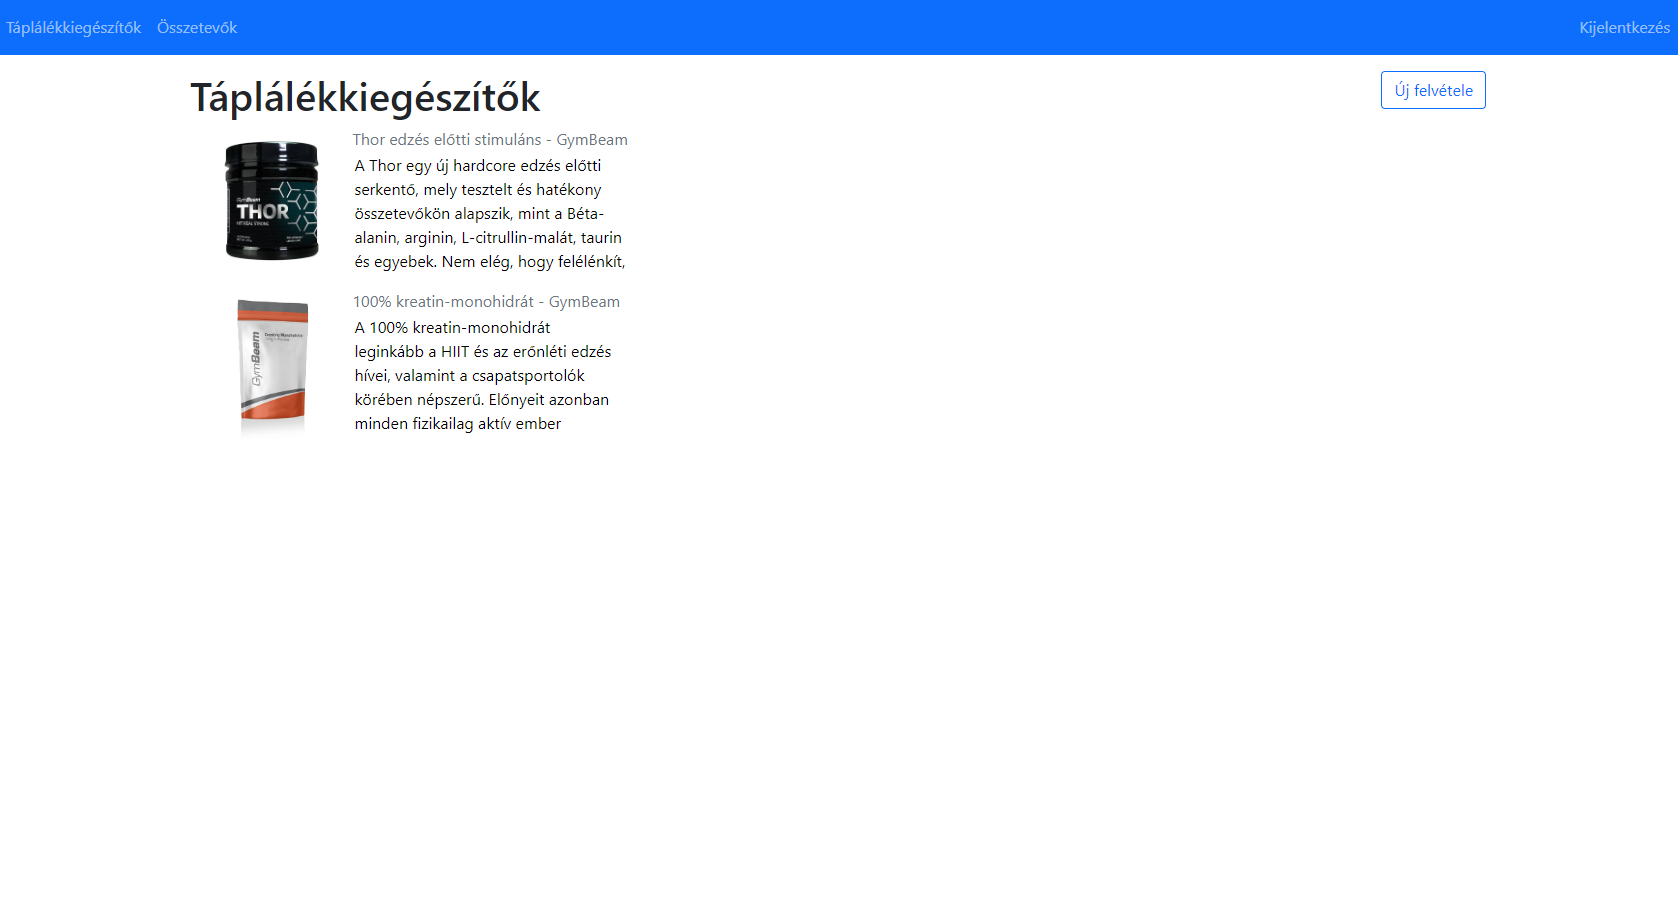 Táplálékkiegészítők Összetevők Kijelentkezés
Táplálékkiegészítők
Új felvétele
Thor edzés előtti stimuláns - GymBeam
A Thor egy új hardcore edzés előtti
serkentő, mely tesztelt és hatékony
összetevőkön alapszik, mint a Béta-
alanin, arginin, L-citrullin-malát, taurin
és egyebek. Nem elég, hogy felélénkít,
GymBeam
THOR
100% kreatin-monohidrát - GymBeam
A 100% kreatin-monohidrát
leginkább a HIIT és az erőnléti edzés
hívei, valamint a csapatsportolók
körében népszerű. Előnyeit azonban
minden fizikailag aktív ember
GymBeam